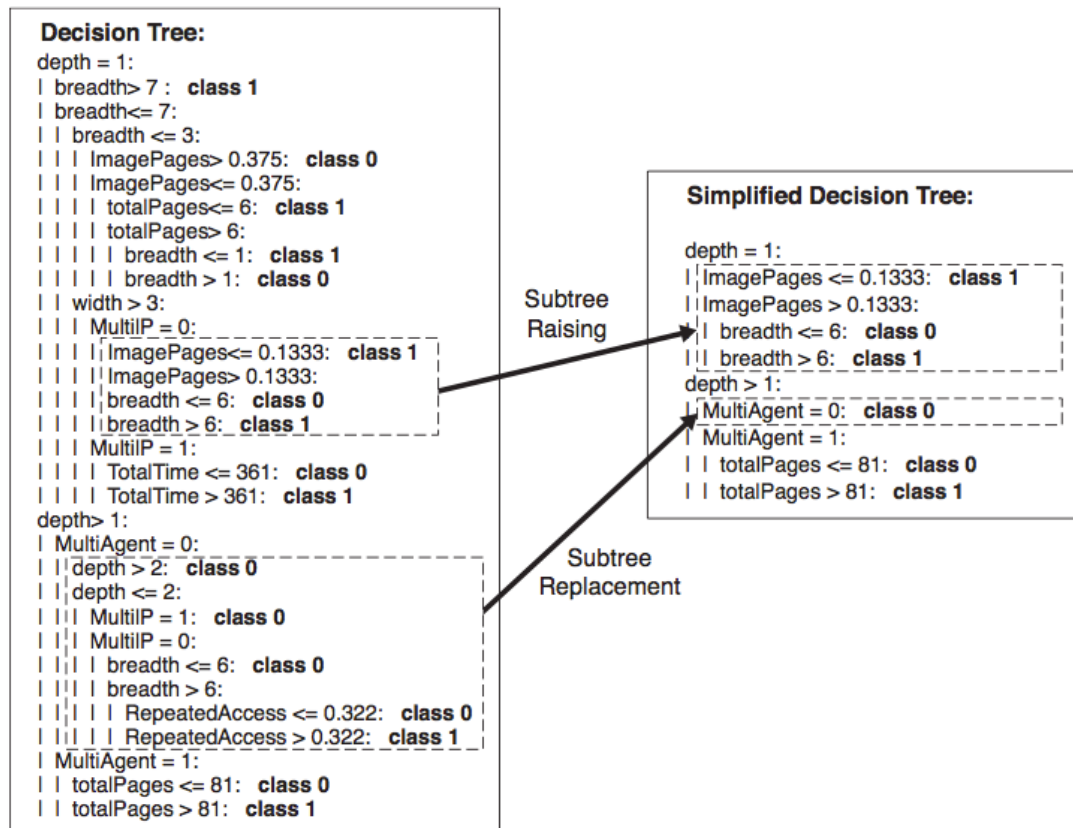 Decision Tree:
depth = 1:
| breadth> 7 : class 1
| breadth<= 7:
| | breadth <= 3:
| | | ImagePages> 0.375: class 0
| | | ImagePages<= 0.375:
| | | | totalPages<= 6: class 1
| | | | totalPages> 6:
| | | | | breadth <= 1: class 1
| | | | | breadth > 1: class 0
| | width > 3:
| | | MultiIP = 0:
| | | | ImagePages<= 0.1333: class 1
| | | | ImagePages> 0.1333:
| | | | breadth <= 6: class 0
| | | | breadth > 6: class 1
| | | MultiIP = 1:
| | | | TotalTime <= 361: class 0
| | | | TotalTime > 361: class 1
depth> 1:
| MultiAgent = 0:
| | depth > 2: class 0
| | depth <= 2:
| | | MultiIP = 1: class 0
| | | MultiIP = 0:
| | | | breadth <= 6: class 0
| | | | breadth > 6:
| | | | | RepeatedAccess <= 0.322: class 0
| | | | | RepeatedAccess > 0.322: class 1
| MultiAgent = 1:
| | totalPages <= 81: class 0
| | totalPages > 81: class 1
Subtree
Raising
Subtree
Replacement
Simplified Decision Tree:
depth = 1:
| ImagePages <= 0.1333: class 1
| ImagePages > 0.1333:
| | breadth <= 6: class 0
| | breadth > 6: class 1
depth > 1:
| MultiAgent = 0: class 0
| MultiAgent = 1:
| | totalPages <= 81: class 0
| | totalPages > 81: class 1